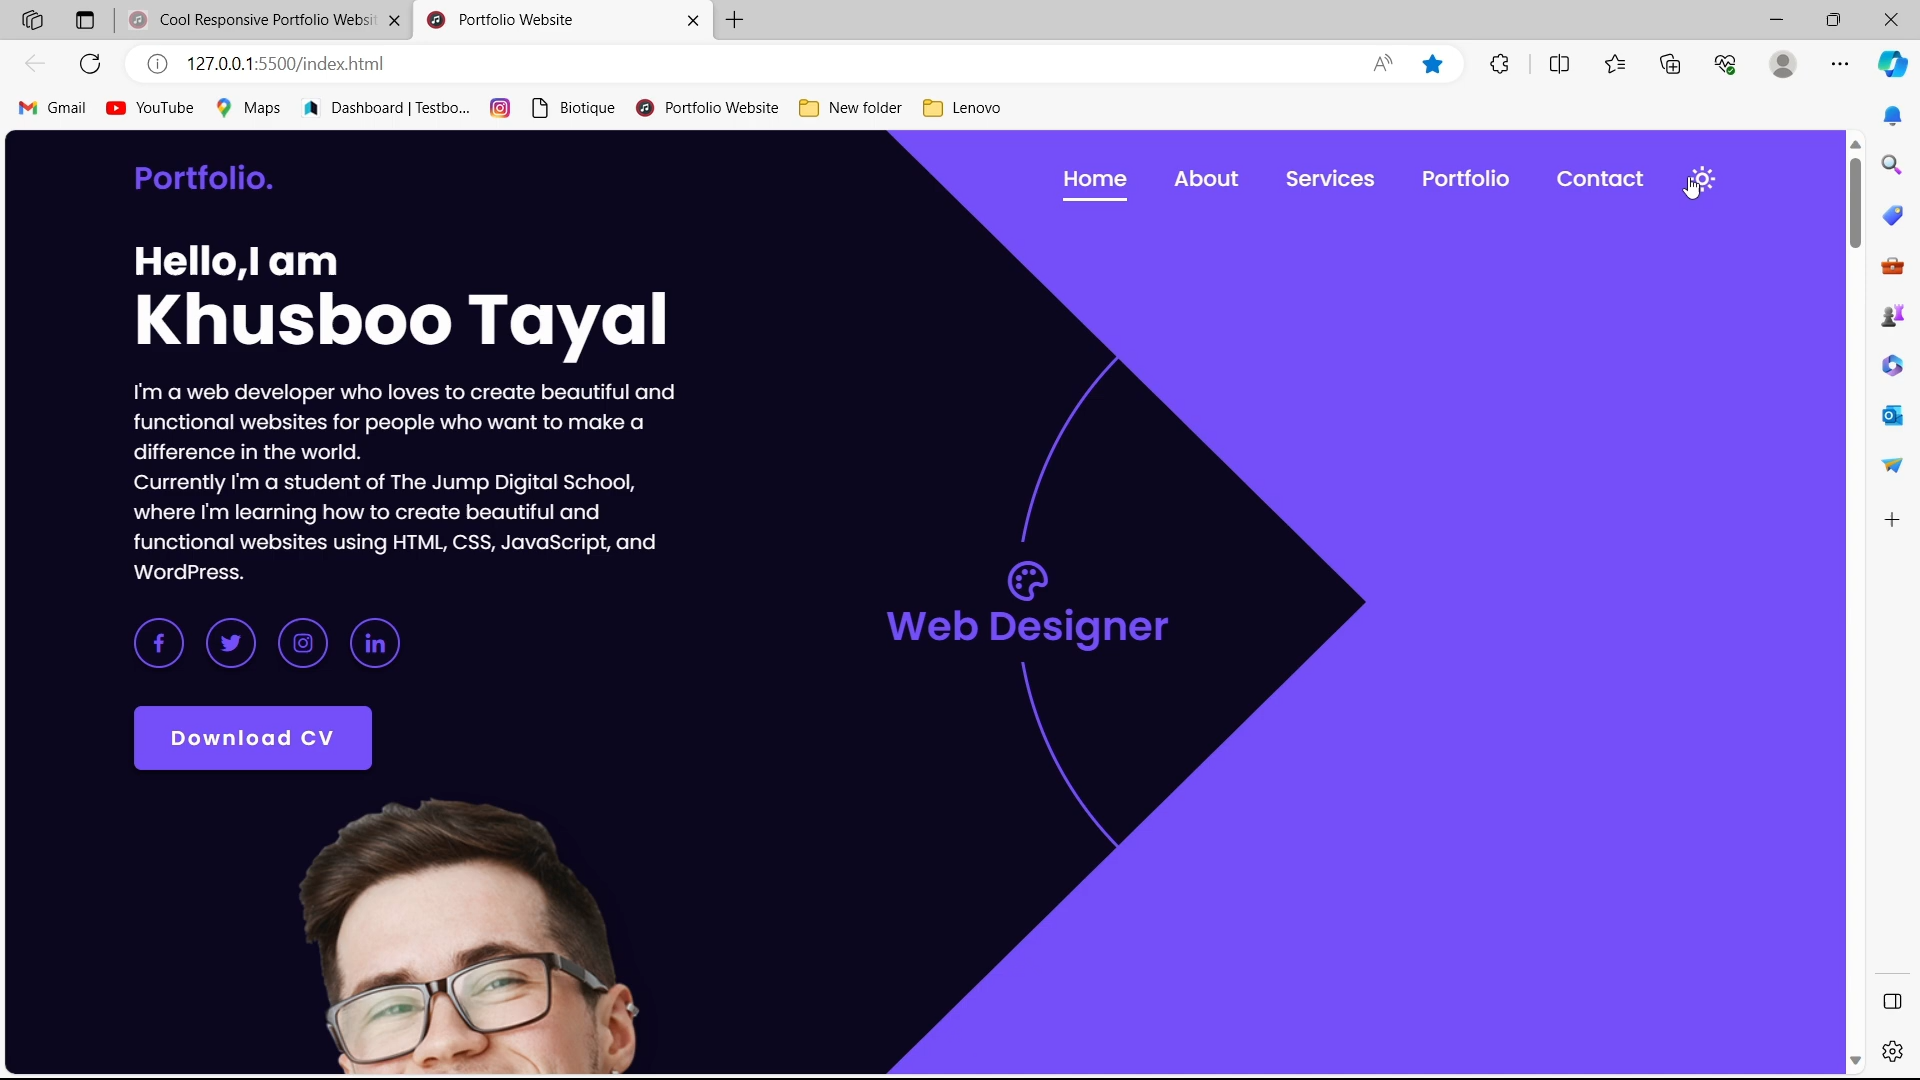 Cool Responsive Portfolio Websi
Portfolio Website
127.0.0.1:5500/index.html
Gmail
YouTube
Maps
Dashboard | Testbo...
Biotique
Portfolio Website
New folder
Lenovo
Portfolio.
Home
About
Services
Portfolio
Contact
Hello,I am
Khusboo Tayal
I'm a web developer who loves to create beautiful and
functional websites for people who want to make a
difference in the world.
Currently I'm a student of The Jump Digital School,
where I'm learning how to create beautiful and
functional websites using HTML, CSS, JavaScript, and
WordPress.
Web Designer
Download CV